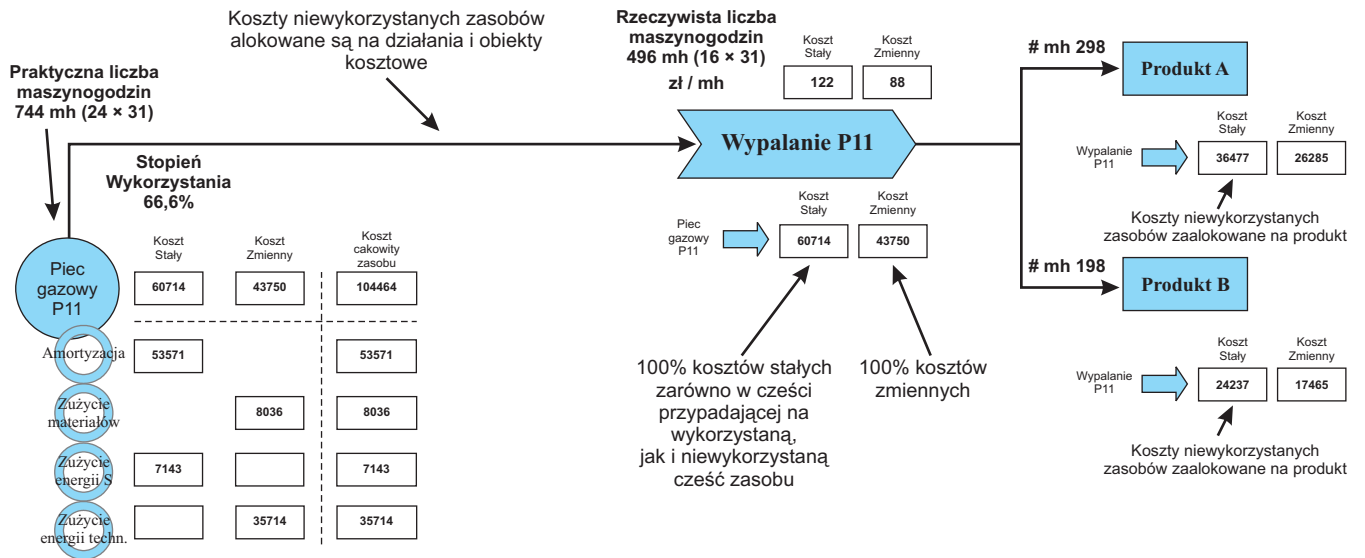 Koszty niewykorzystanych zasobów
alokowane są na działania i obiekty
kosztowe
Praktyczna liczba
maszynogodzin
744 mh (24 × 31)
Stopień
Wykorzystania
66,6%
Piec
gazowy
P11
Koszt
Stały
Koszt
Zmienny
Koszt
cakowity
zasobu
60714
43750
104464
Amortyzacja
53571
53571
Zużycie
materiałów
8036
8036
Zużycie
energii S
7143
7143
Zużycie
energii techn.
35714
35714
Rzeczywista liczba
maszynogodzin
496 mh (16 × 31)
zł / mh
Koszt
Stały
Koszt
Zmienny
122
88
Wypalanie P11
Piec
gazowy
P11
Koszt
Stały
Koszt
Zmienny
60714
43750
100% kosztów stałych
zarówno w cześci
przypadającej na
wykorzystaną,
jak i niewykorzystaną
cześć zasobu
100% kosztów
zmiennych
# mh 298
Produkt A
Koszt
Stały
Koszt
Zmienny
Wypalanie
P11
36477
26285
Koszty niewykorzystanych
zasobów zaalokowane na produkt
# mh 198
Produkt B
Koszt
Stały
Koszt
Zmienny
Wypalanie
P11
24237
17465
Koszty niewykorzystanych
zasobów zaalokowane na produkt